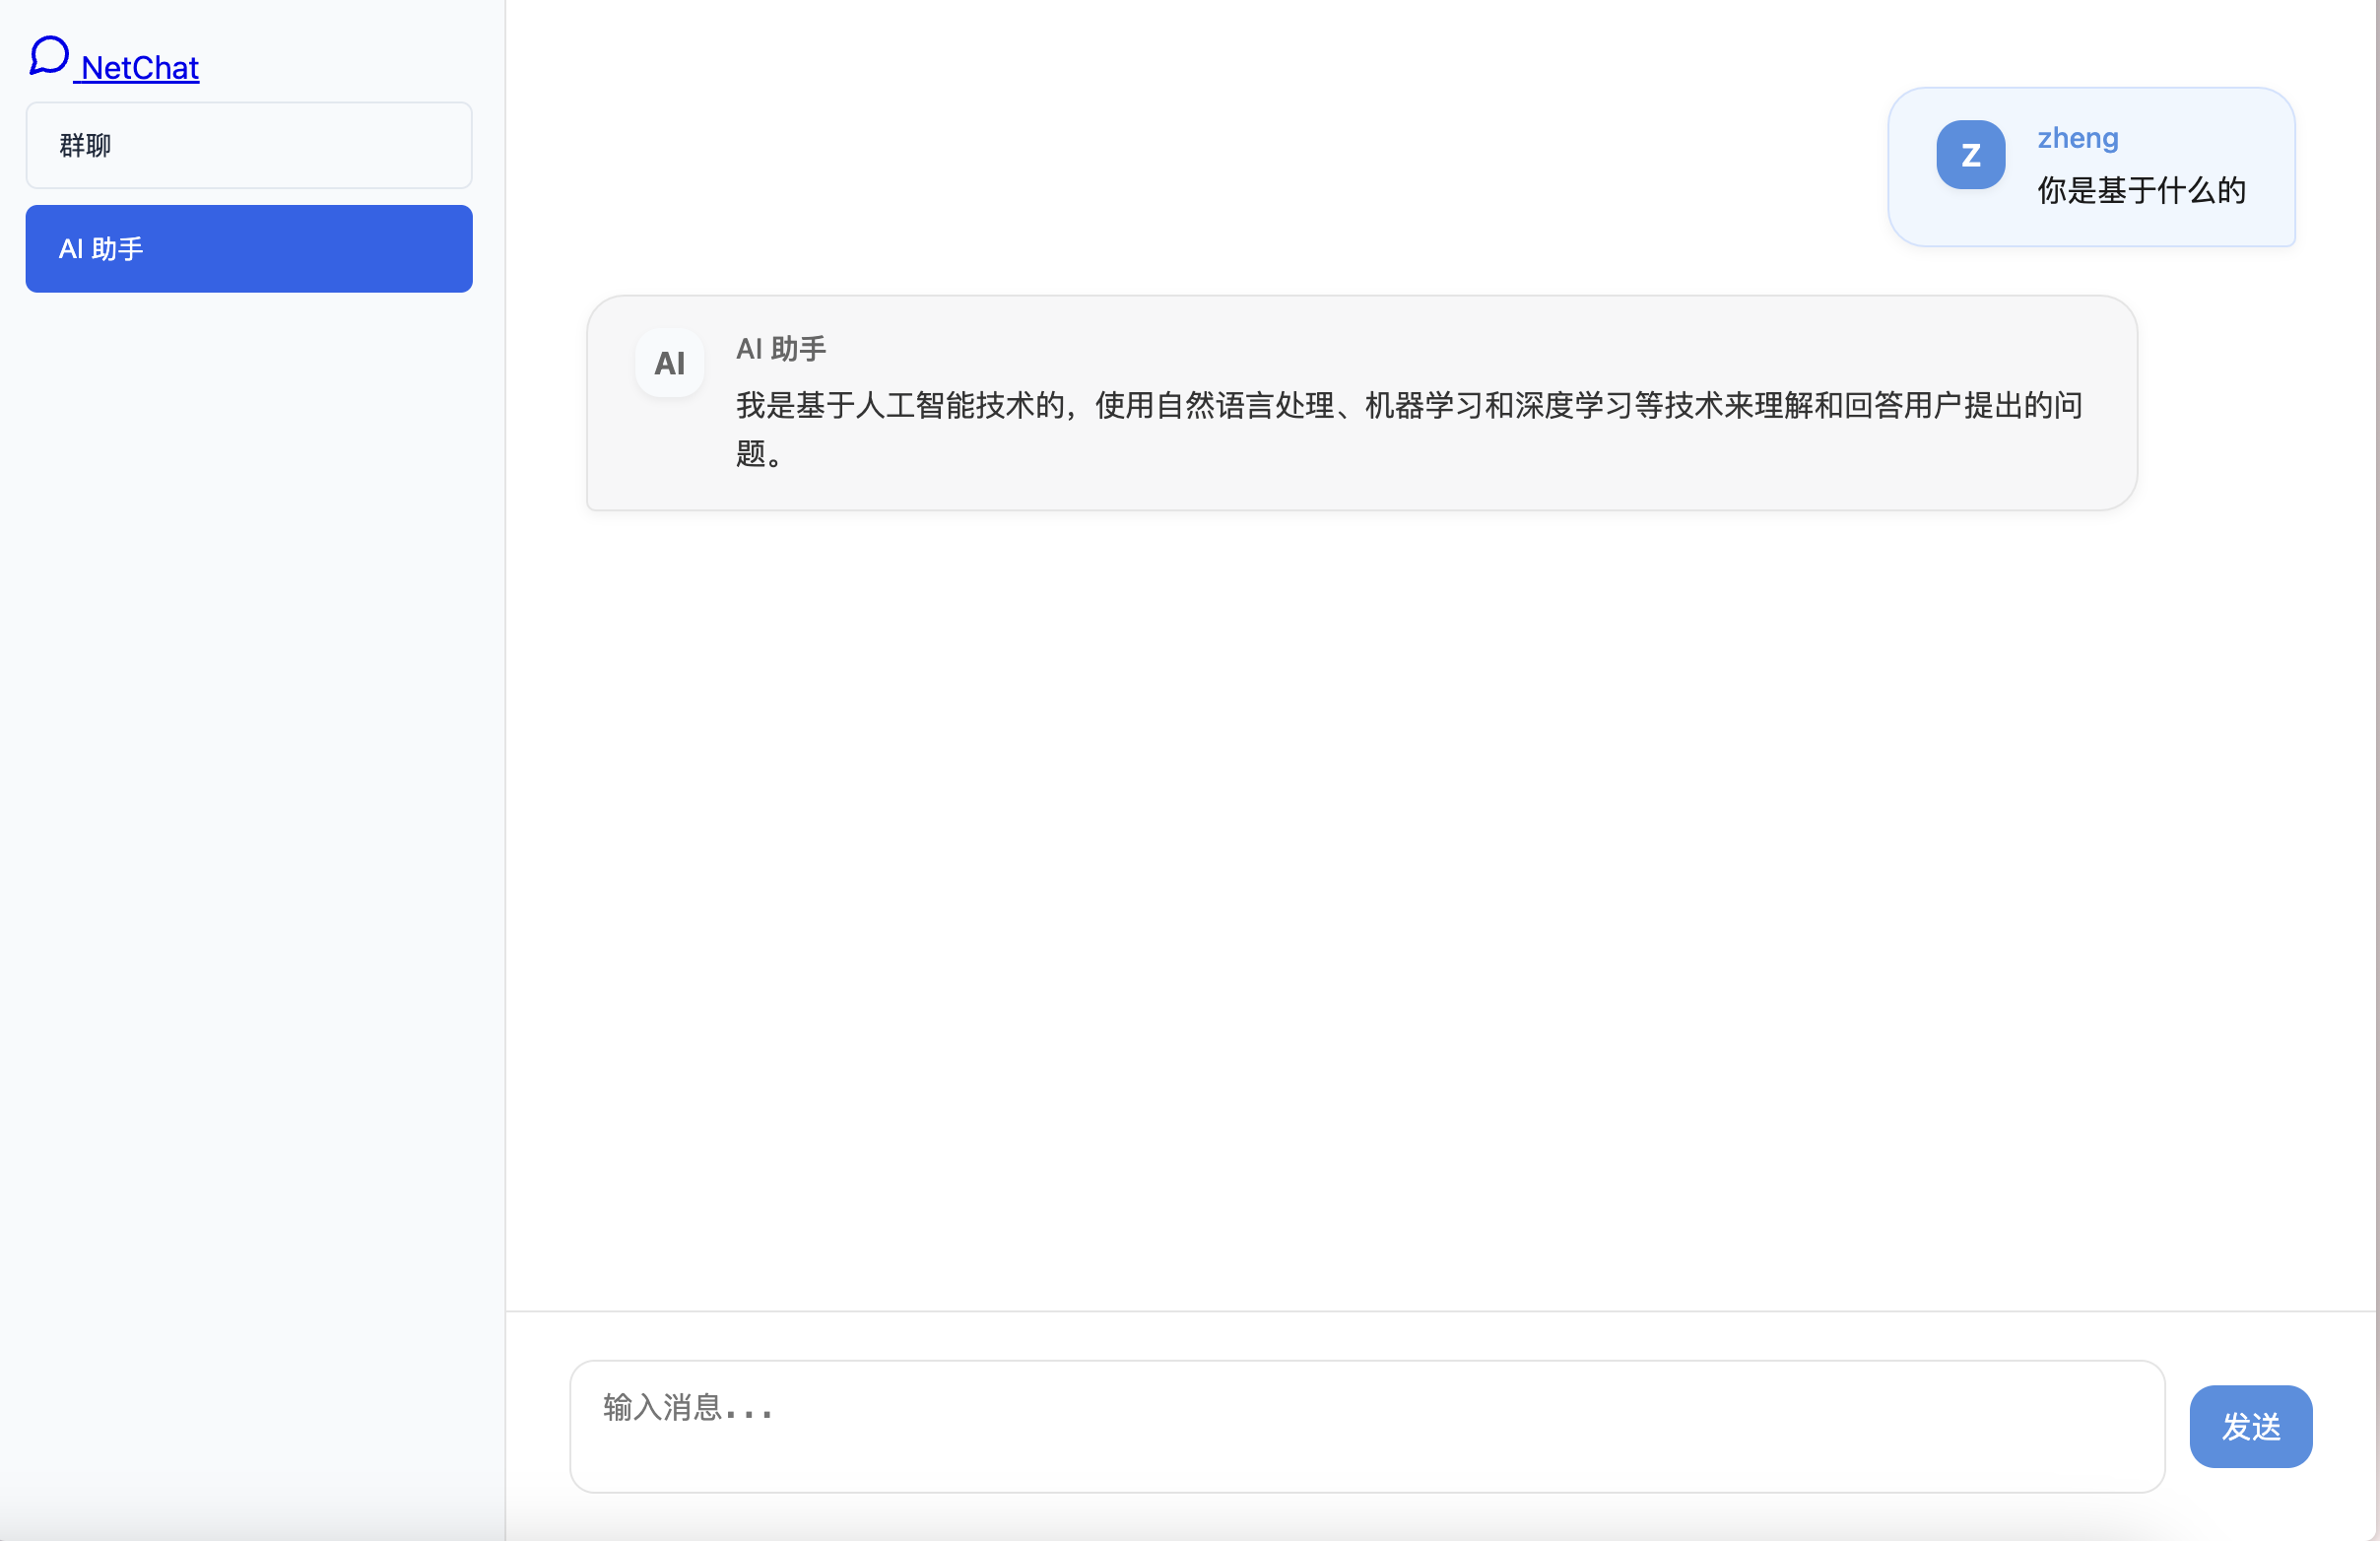 NetChat
群聊
AI 助手
Z
zheng
你是基于什么的
AI
AI 助手
我是基于人工智能技术的，使用自然语言处理、机器学习和深度学习等技术来理解和回答用户提出的问
题。
输入消息...
发送